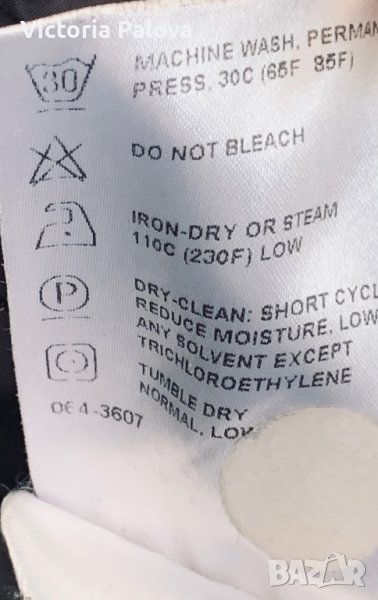 Victoria Palova
30
MACHINE WASH, PERMAN
PRESS, 30C (65F 85F)
DO NOT BLEACH
IRON-DRY OR STEAM
110C (230F) LOW
P
DRY-CLEAN: SHORT CYCL
REDUCE MOISTURE, LOW
ANY SOLVENT EXCEPT
TRICHLOROETHYLENE
TUMBLE DRY
NORMAL, LOW
064-3607
BAZAR